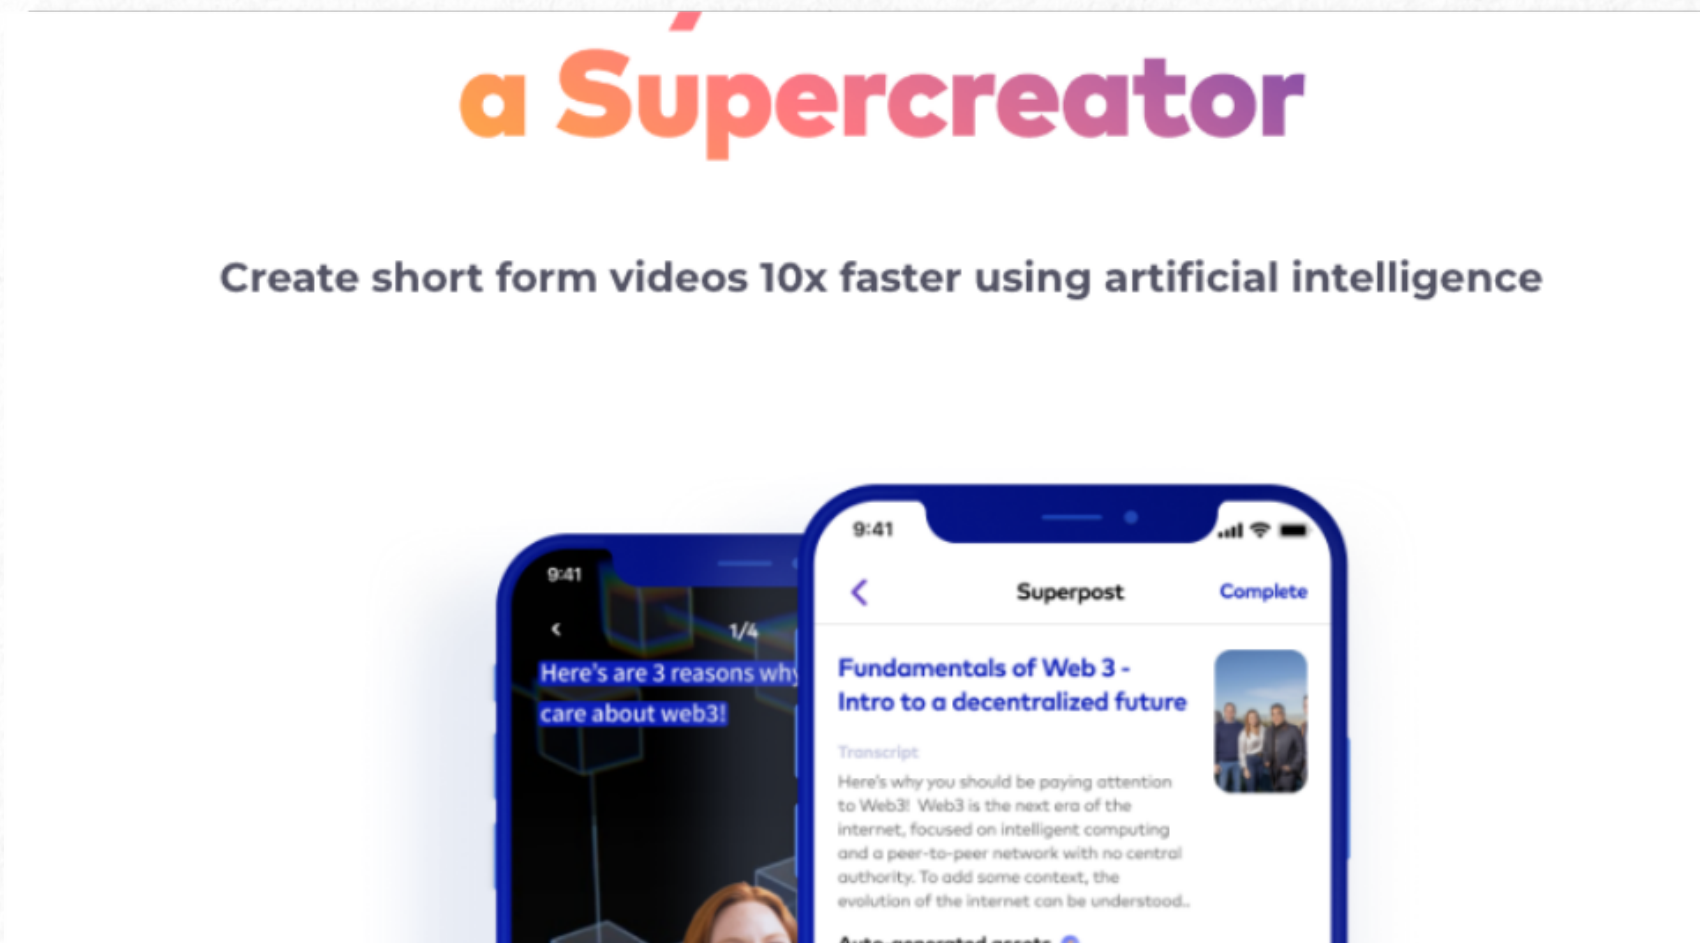 a Supercreator
Create short form videos 10x faster using artificial intelligence
9:41
1/4
Here's are 3 reasons why
care about web3!
9:41
Superpost
Complete
Fundamentals of Web 3 -
Intro to a decentralized future
Transcript
Here's why you should be paying attention
to Web3! Web3 is the next era of the
internet, focused on intelligent computing
and a peer-to-peer network with no central
authority. To add some context, the
evolution of the internet can be understood..
Auto-generated assets